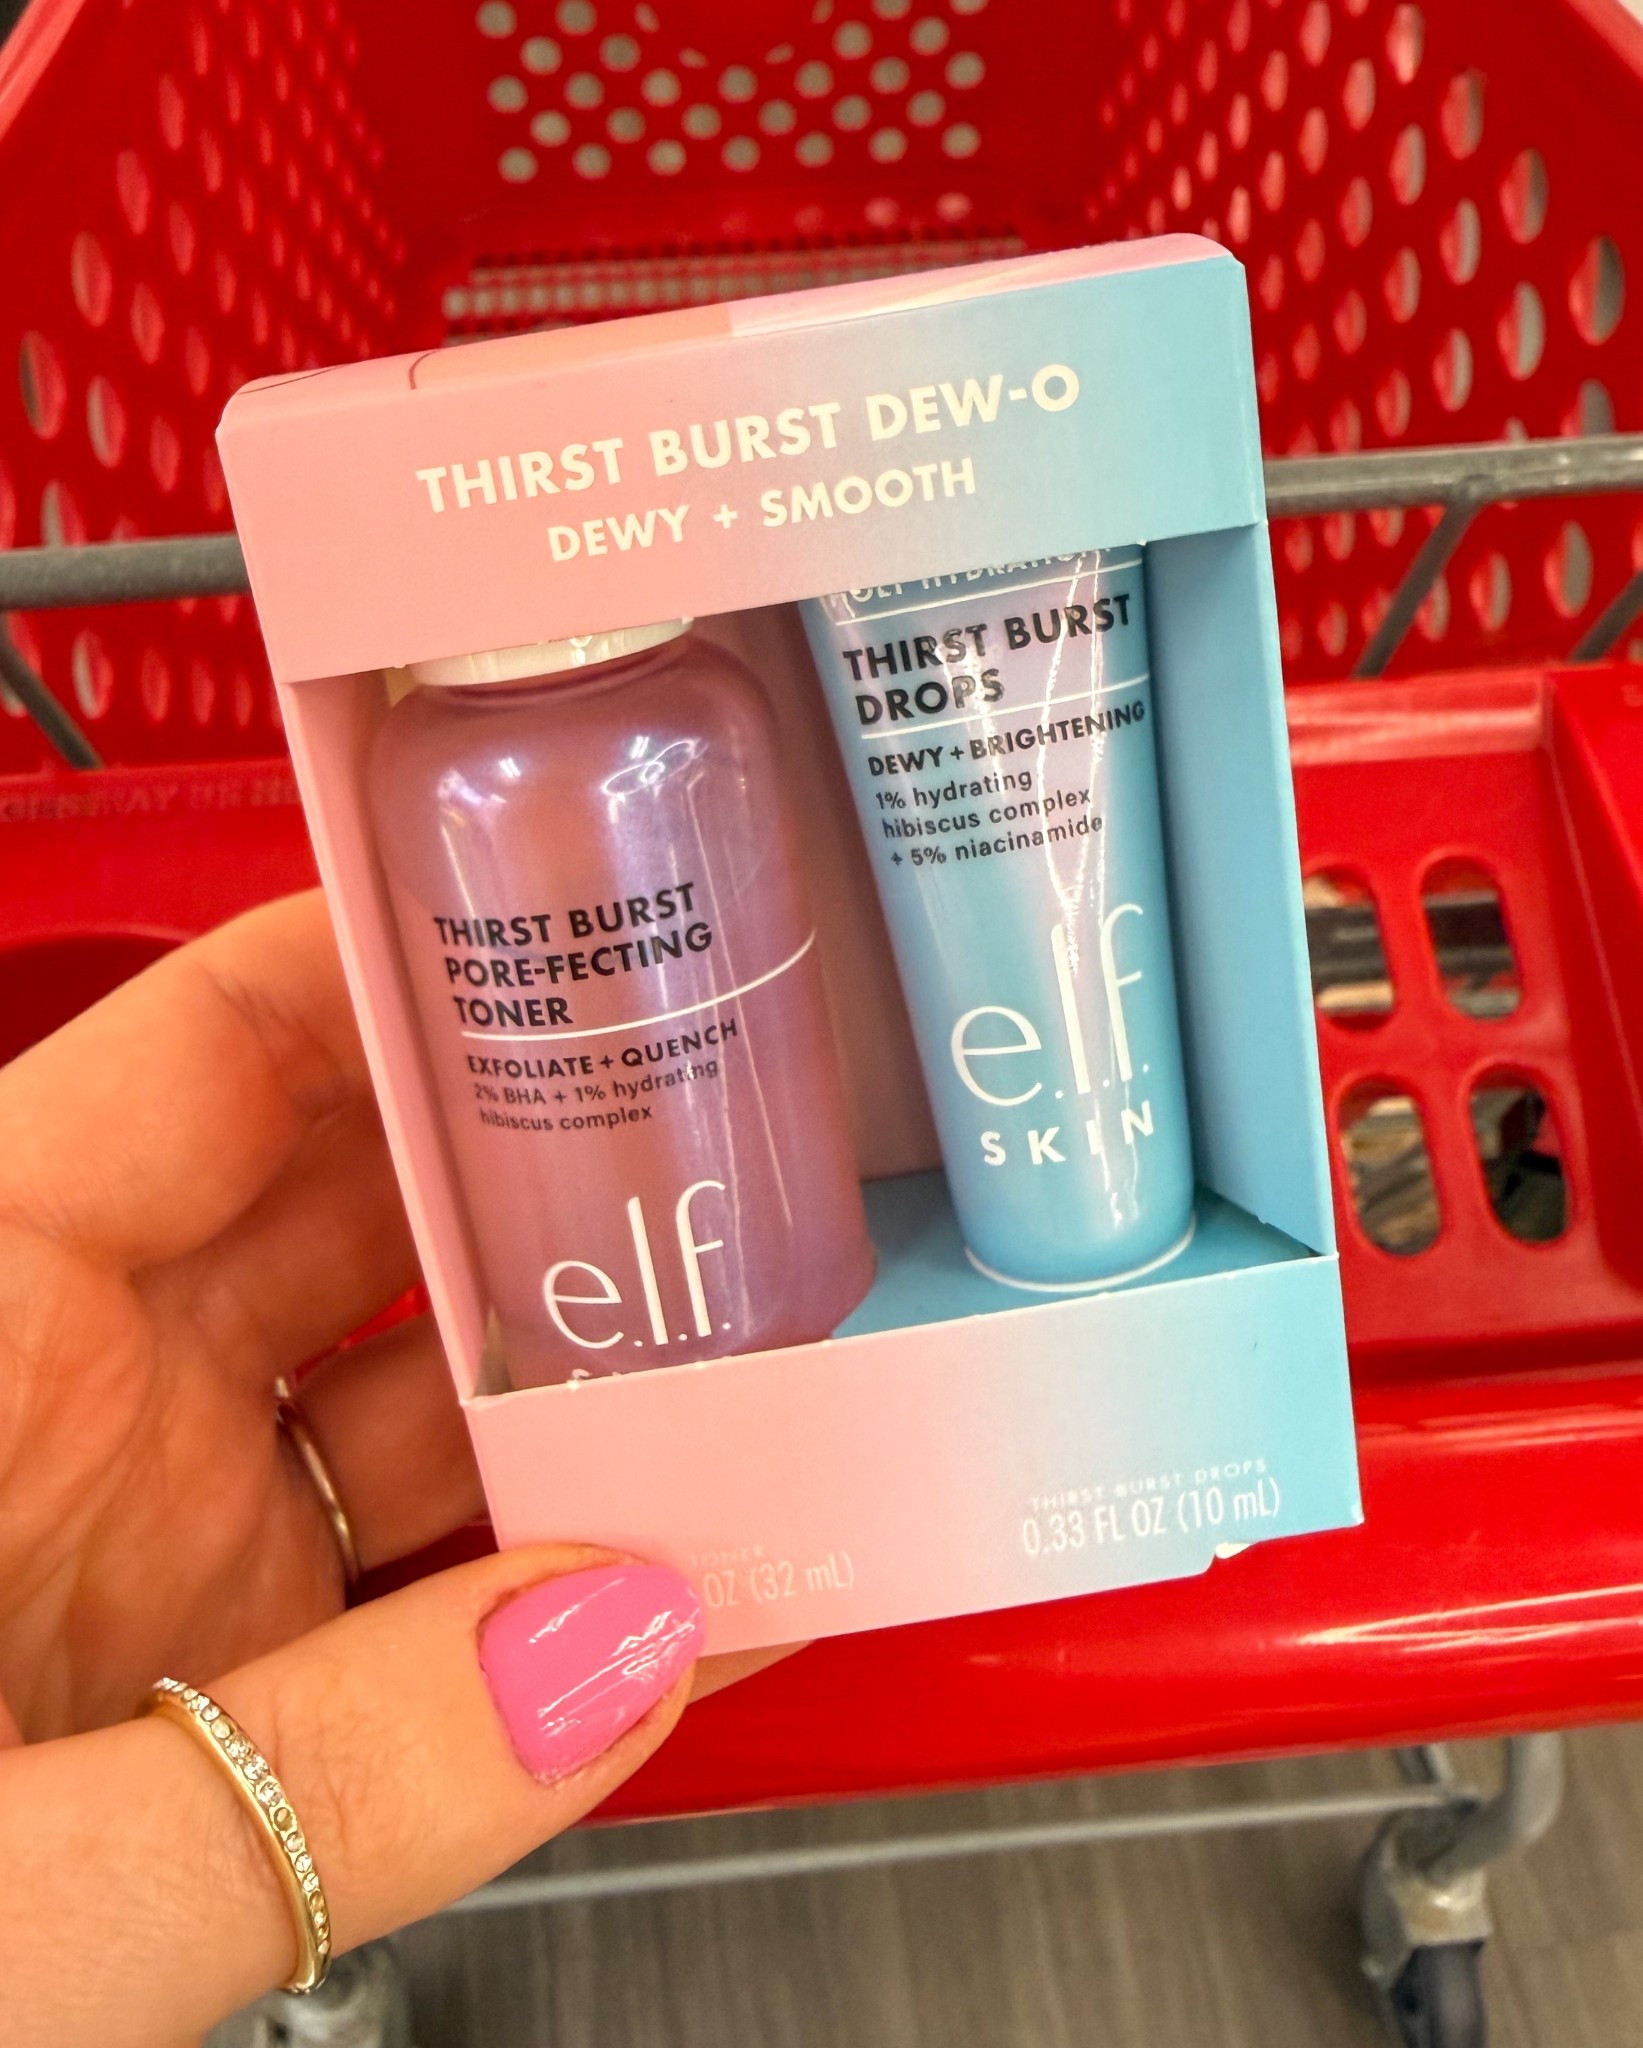 THIRST BURST DEW-O
DEWY + SMOOTH
THIRST BURST
PORE-FECTING
TONER
EXFOLIATE + QUENCH
2% BHA + 1% hydrating
hibiscus complex
e.l.f.
HYDRATION
THIRST BURST
DROPS
DEWY + BRIGHTENING
1% hydrating
hibiscus complex
+ 5% niacinamide
e.l.f.
SKIN
TONER
OZ (32 mL)
THIRST BURST DROPS
0.33 FL OZ (10 mL)